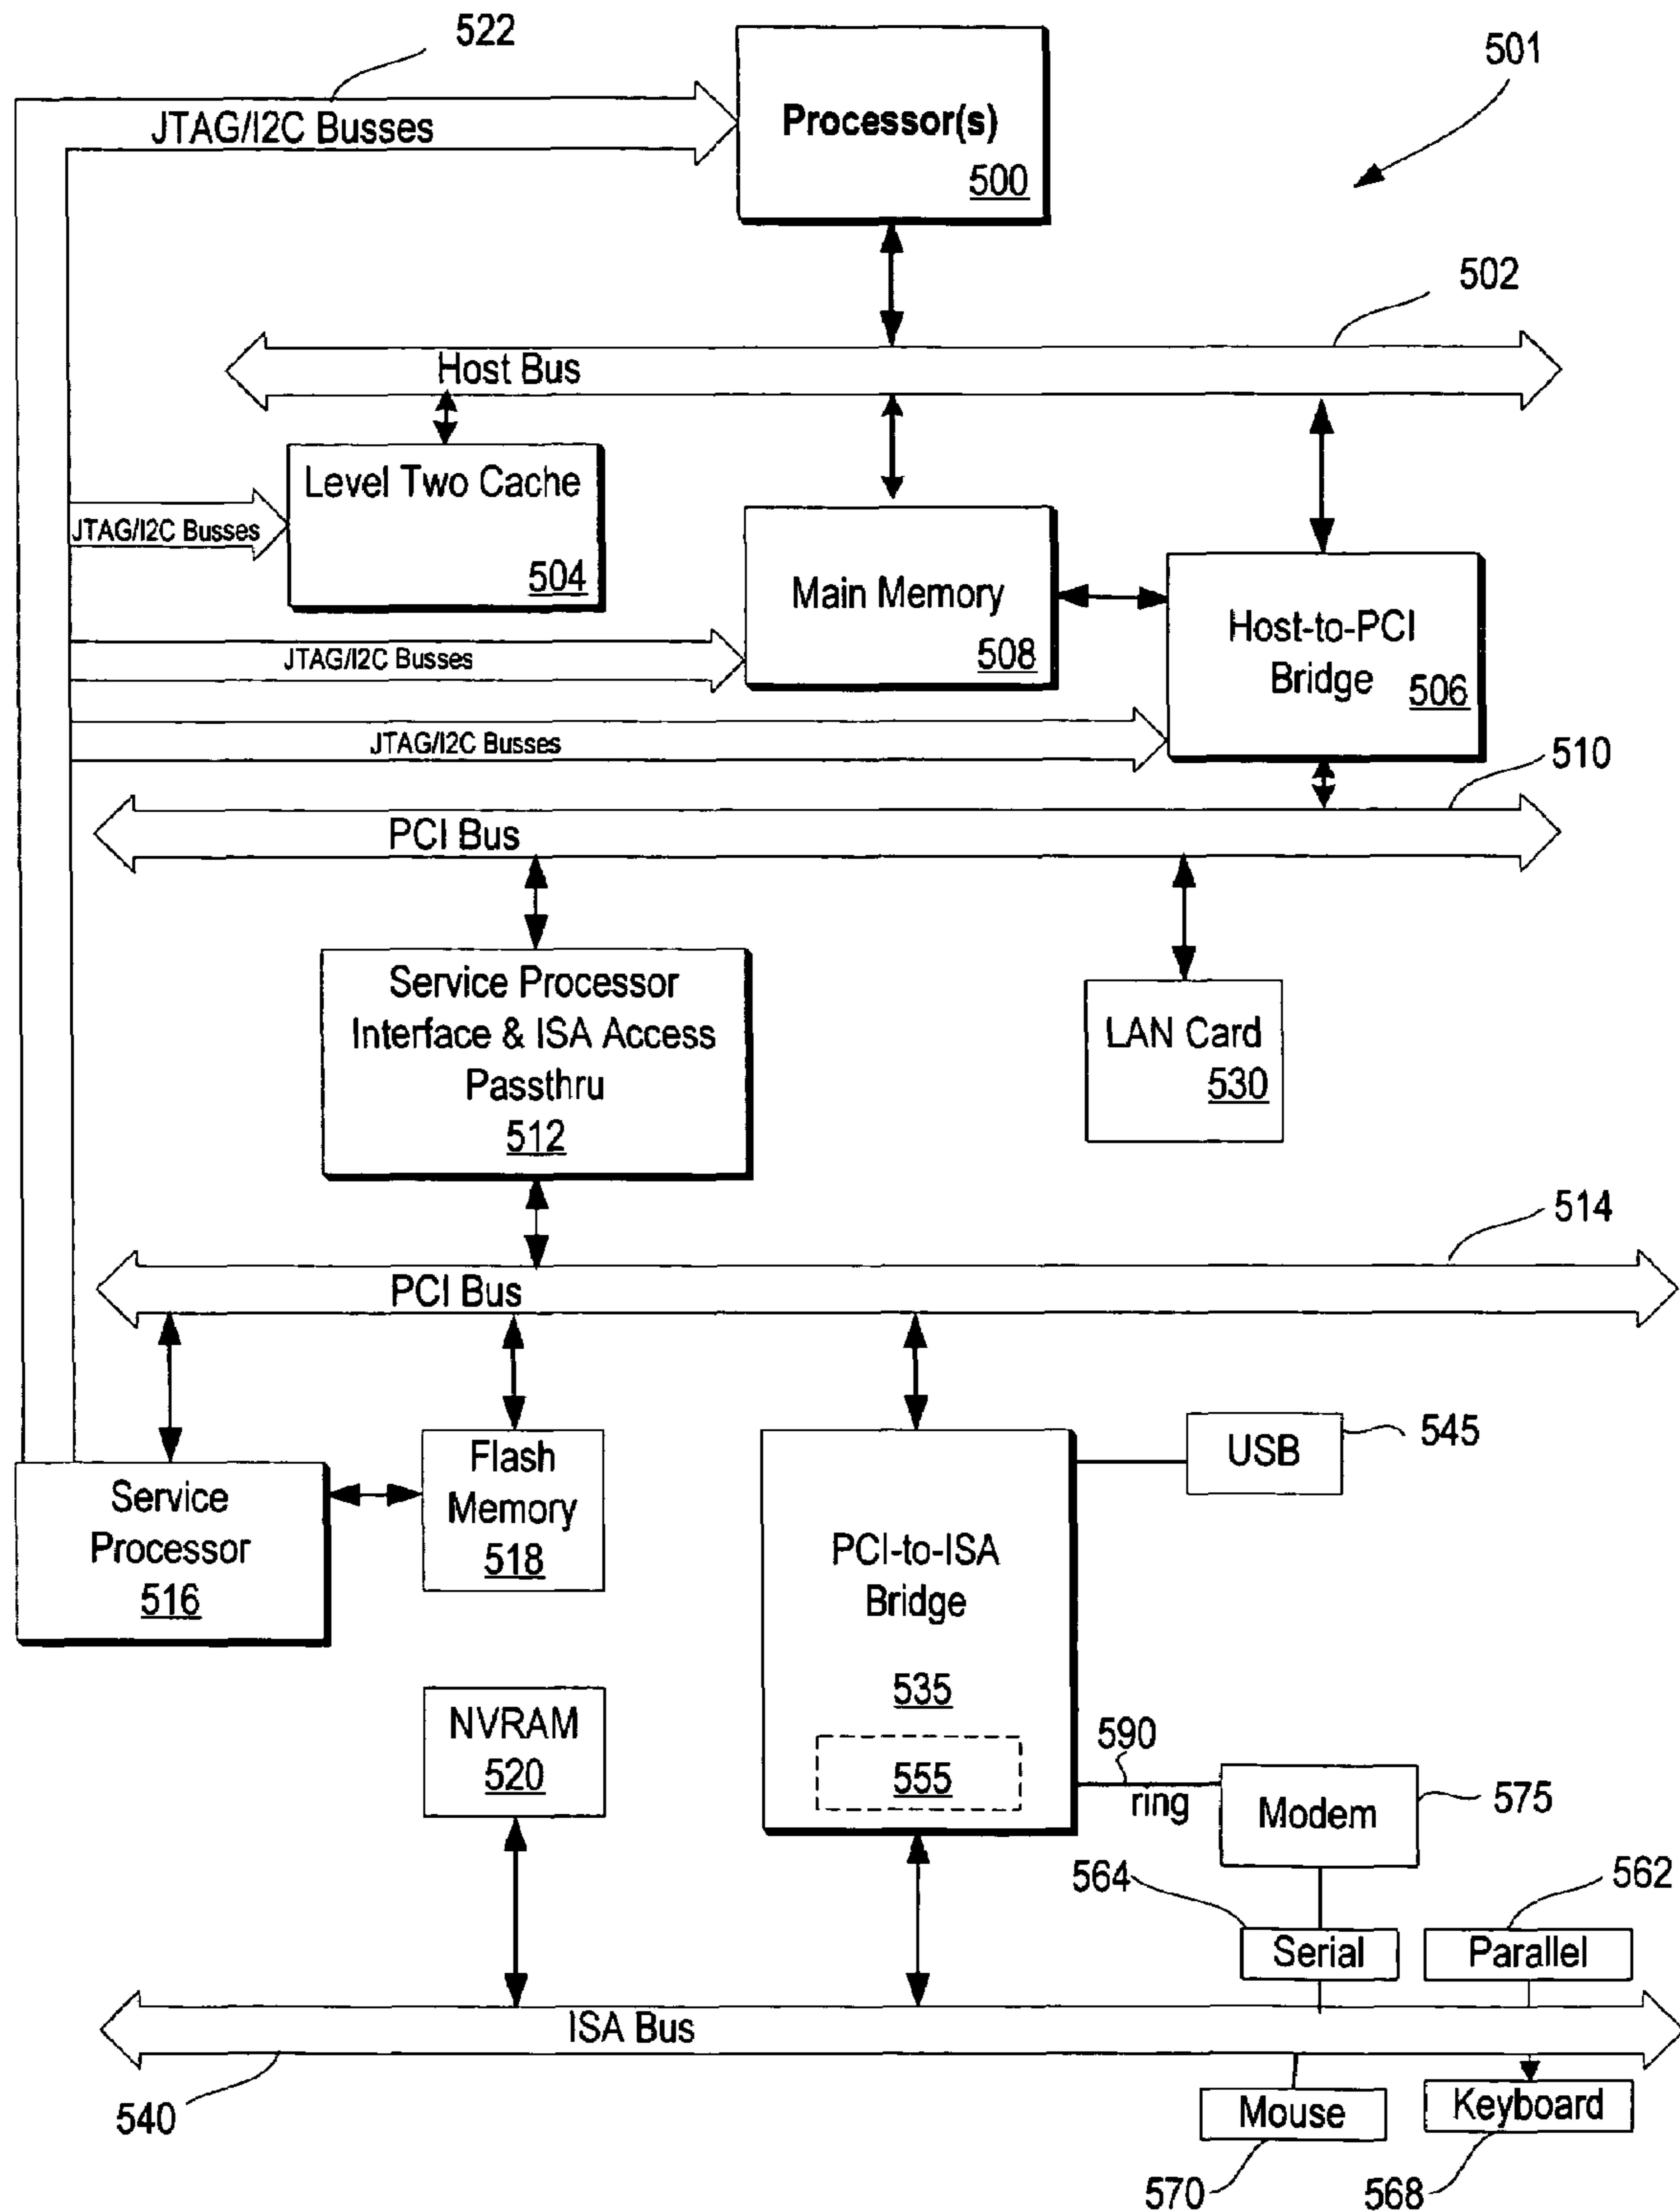 522
501
JTAG/I2C Busses
Processor(s)
500
502
Host Bus
Level Two Cache
504
JTAG/I2C Busses
Main Memory
508
Host-to-PCI
Bridge
506
JTAG/I2C Busses
JTAG/I2C Busses
510
PCI Bus
Service Processor
Interface & ISA Access
Passthru
512
LAN Card
530
514
PCI Bus
Service
Processor
516
Flash
Memory
518
USB
545
PCI-to-ISA
Bridge
535
555
NVRAM
520
590
ring
Modem
575
564
562
Serial
Parallel
ISA Bus
540
Mouse
Keyboard
570
568